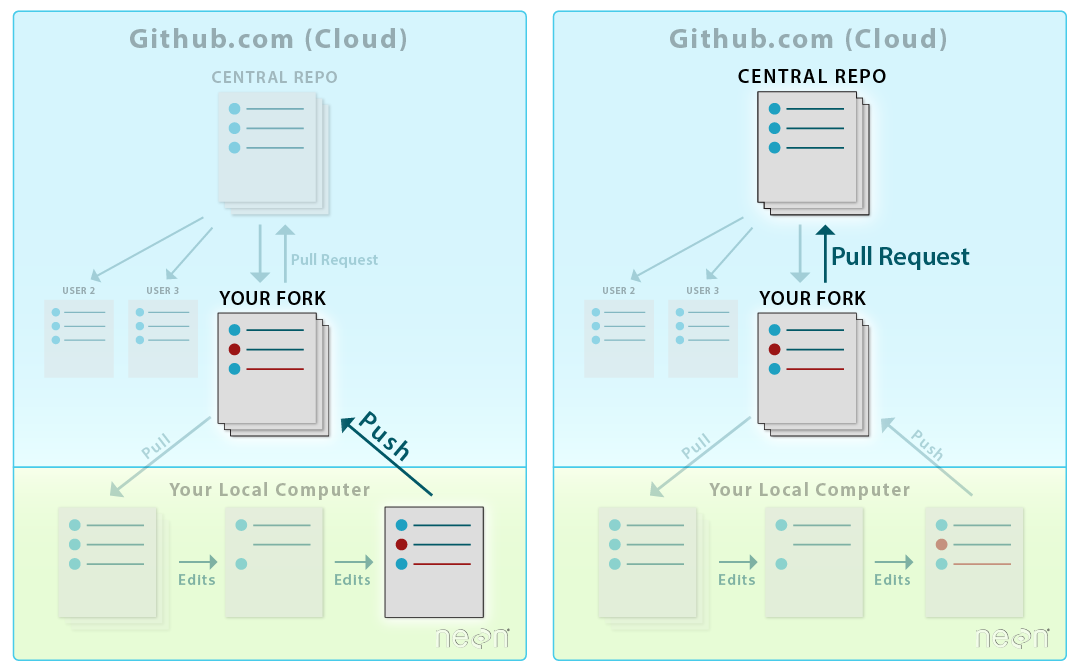 Github.com (Cloud)
CENTRAL REPO
Pull Request
USER 2
USER 3
YOUR FORK
Pull
Push
Your Local Computer
Edits
Edits
neon
Github.com (Cloud)
CENTRAL REPO
Pull Request
USER 2
USER 3
YOUR FORK
Pull
Push
Your Local Computer
Edits
Edits
neon